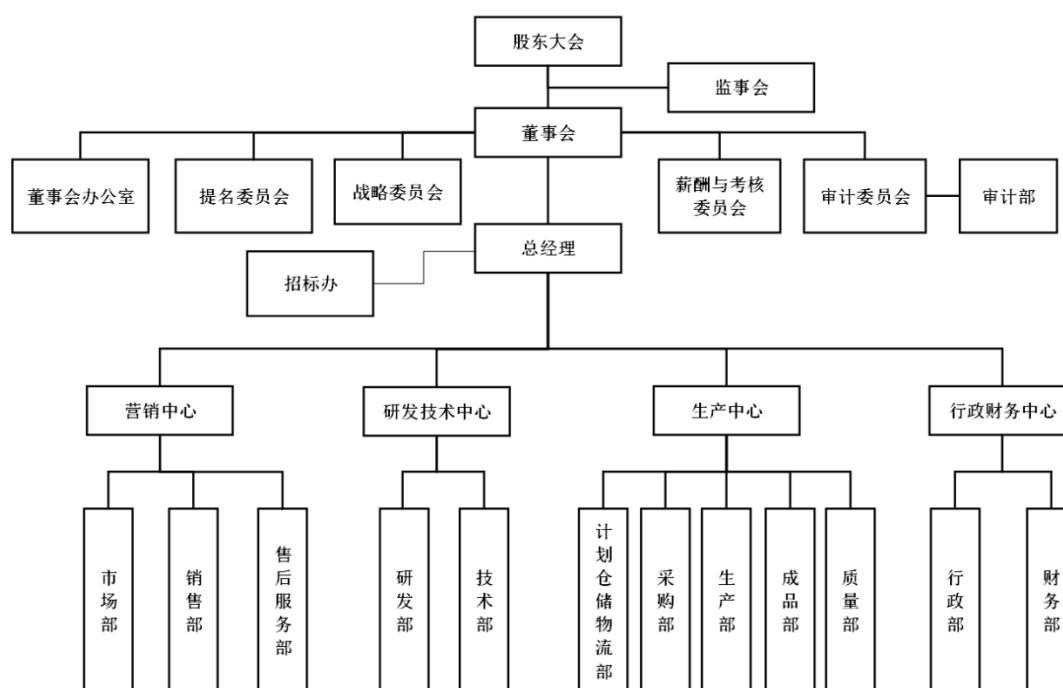 股东大会
监事会
董事会
董事会办公室
提名委员会
战略委员会
薪酬与考核
委员会
审计委员会
审计部
总经理
招标办
营销中心
研发技术中心
生产中心
行政财务中心
市场部
销售部
售后服务部
研发部
技术部
计划仓储物流部
采购部
生产部
成品部
质量部
行政部
财务部